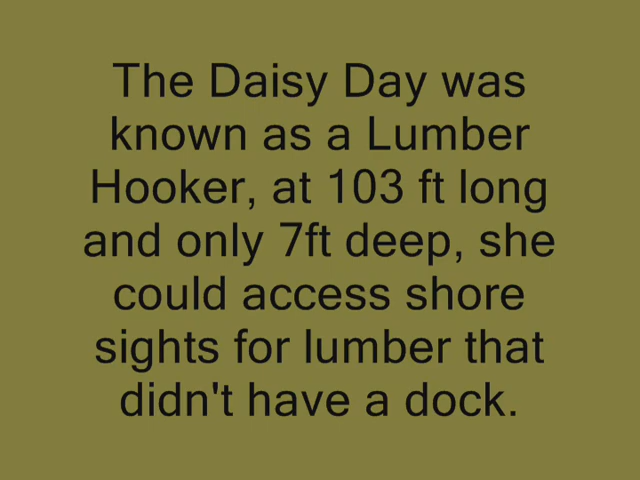 The Daisy Day was
known as a Lumber
Hooker, at 103 ft long
and only 7ft deep, she
could access shore
sights for lumber that
didn't have a dock.